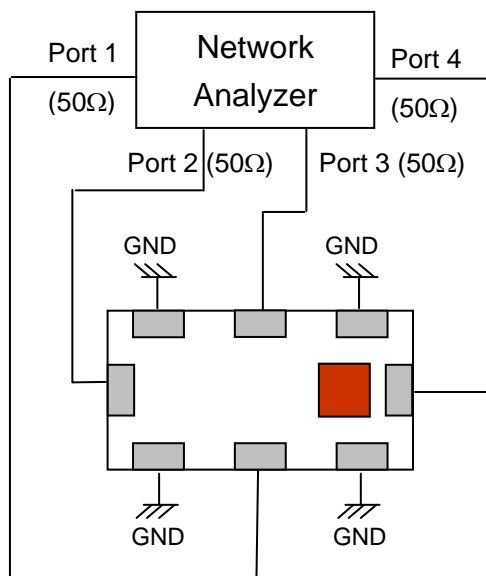 Port 1
(50Ω)
Network
Analyzer
Port 4
(50Ω)
Port 2 (50Ω)
Port 3 (50Ω)
GND
GND
GND
GND